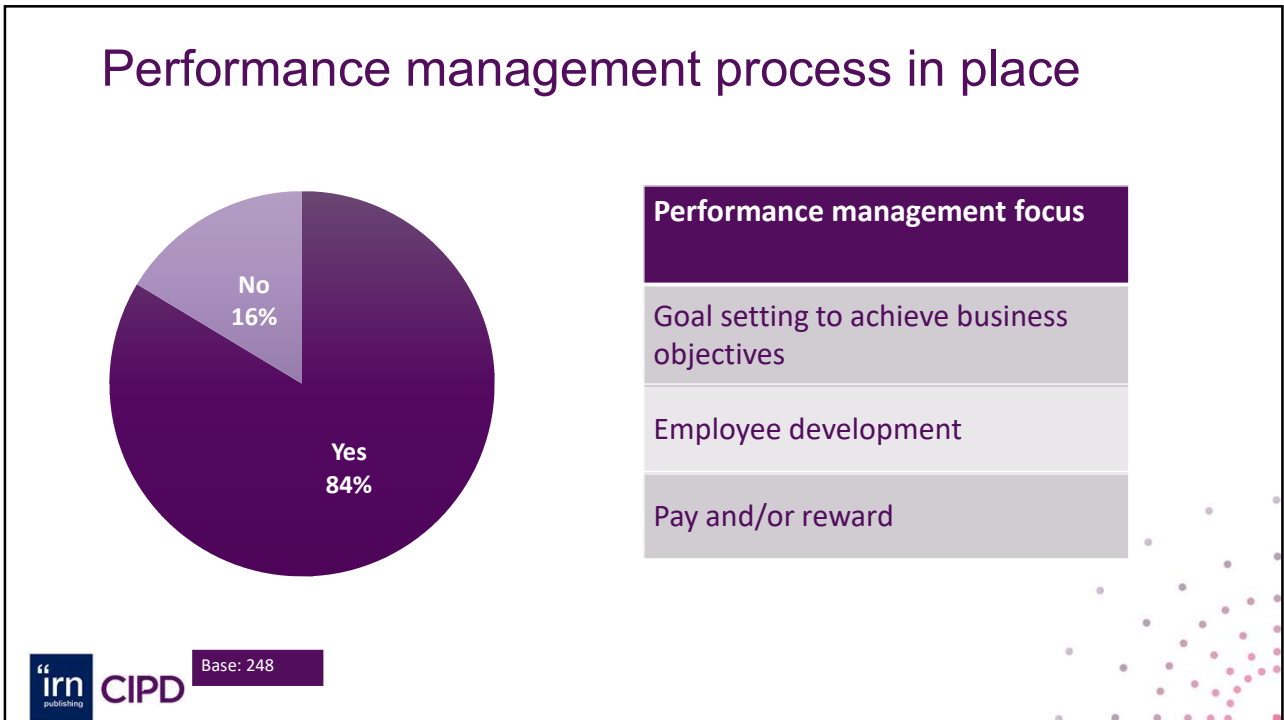 Performance management process in place
No
16%
Yes
84%
Performance management focus
Goal setting to achieve business
objectives
Employee development
Pay and/or reward
“irn
publishing
CIPD
Base: 248